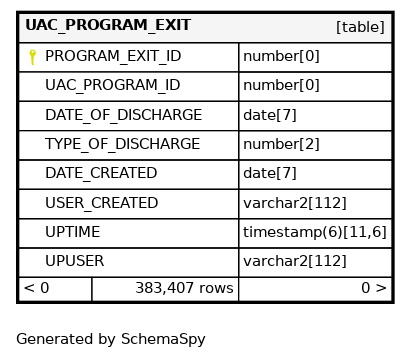 UAC_PROGRAM_EXIT [table]
PROGRAM_EXIT_ID number[0]
UAC_PROGRAM_ID number[0]
DATE_OF_DISCHARGE date[7]
TYPE_OF_DISCHARGE number[2]
DATE_CREATED date[7]
USER_CREATED varchar2[112]
UPTIME timestamp(6)[11,6]
UPUSER varchar2[112]
< 0 383,407 rows 0 >
Generated by SchemaSpy